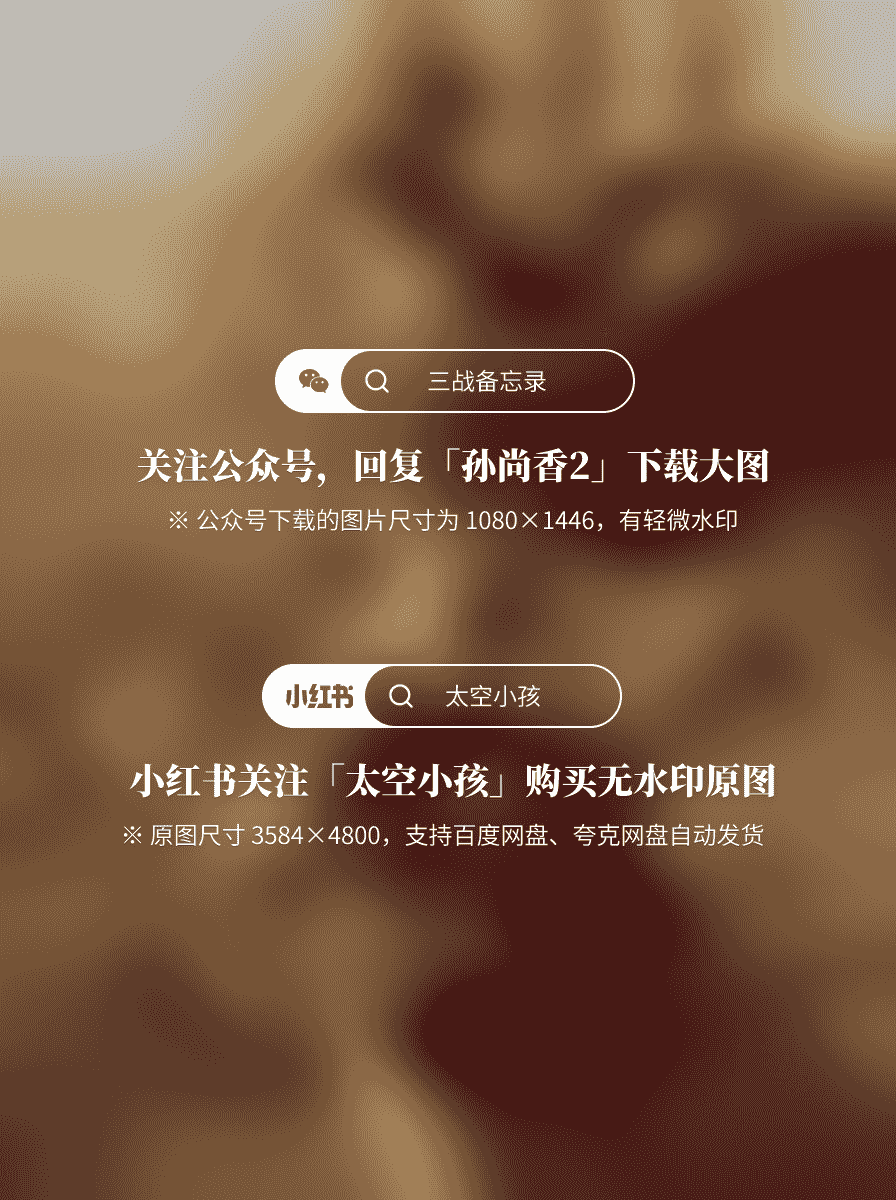 三战备忘录
关注公众号，回复「孙尚香2」下载大图
※ 公众号下载的图片尺寸为 1080×1446，有轻微水印
小红书 太空小孩
小红书关注「太空小孩」购买无水印原图
※ 原图尺寸 3584×4800，支持百度网盘、夸克网盘自动发货